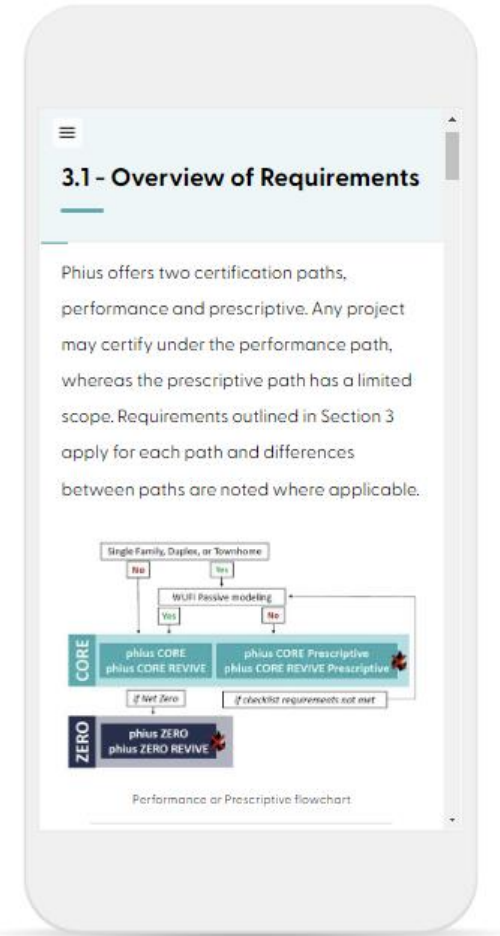 3.1 - Overview of Requirements
Phius offers two certification paths,
performance and prescriptive. Any project
may certify under the performance path,
whereas the prescriptive path has a limited
scope. Requirements outlined in Section 3
apply for each path and differences
between paths are noted where applicable.
Single Family, Duplex, or Townhome
No
Yes
WUFI Passive modeling
Yes
No
CORE
phius CORE
phius CORE REVIVE
phius CORE Prescriptive
phius CORE REVIVE Prescriptive
if Net Zero
if checklist requirements not met
ZERO
phius ZERO
phius ZERO REVIVE
Performance or Prescriptive flowchart